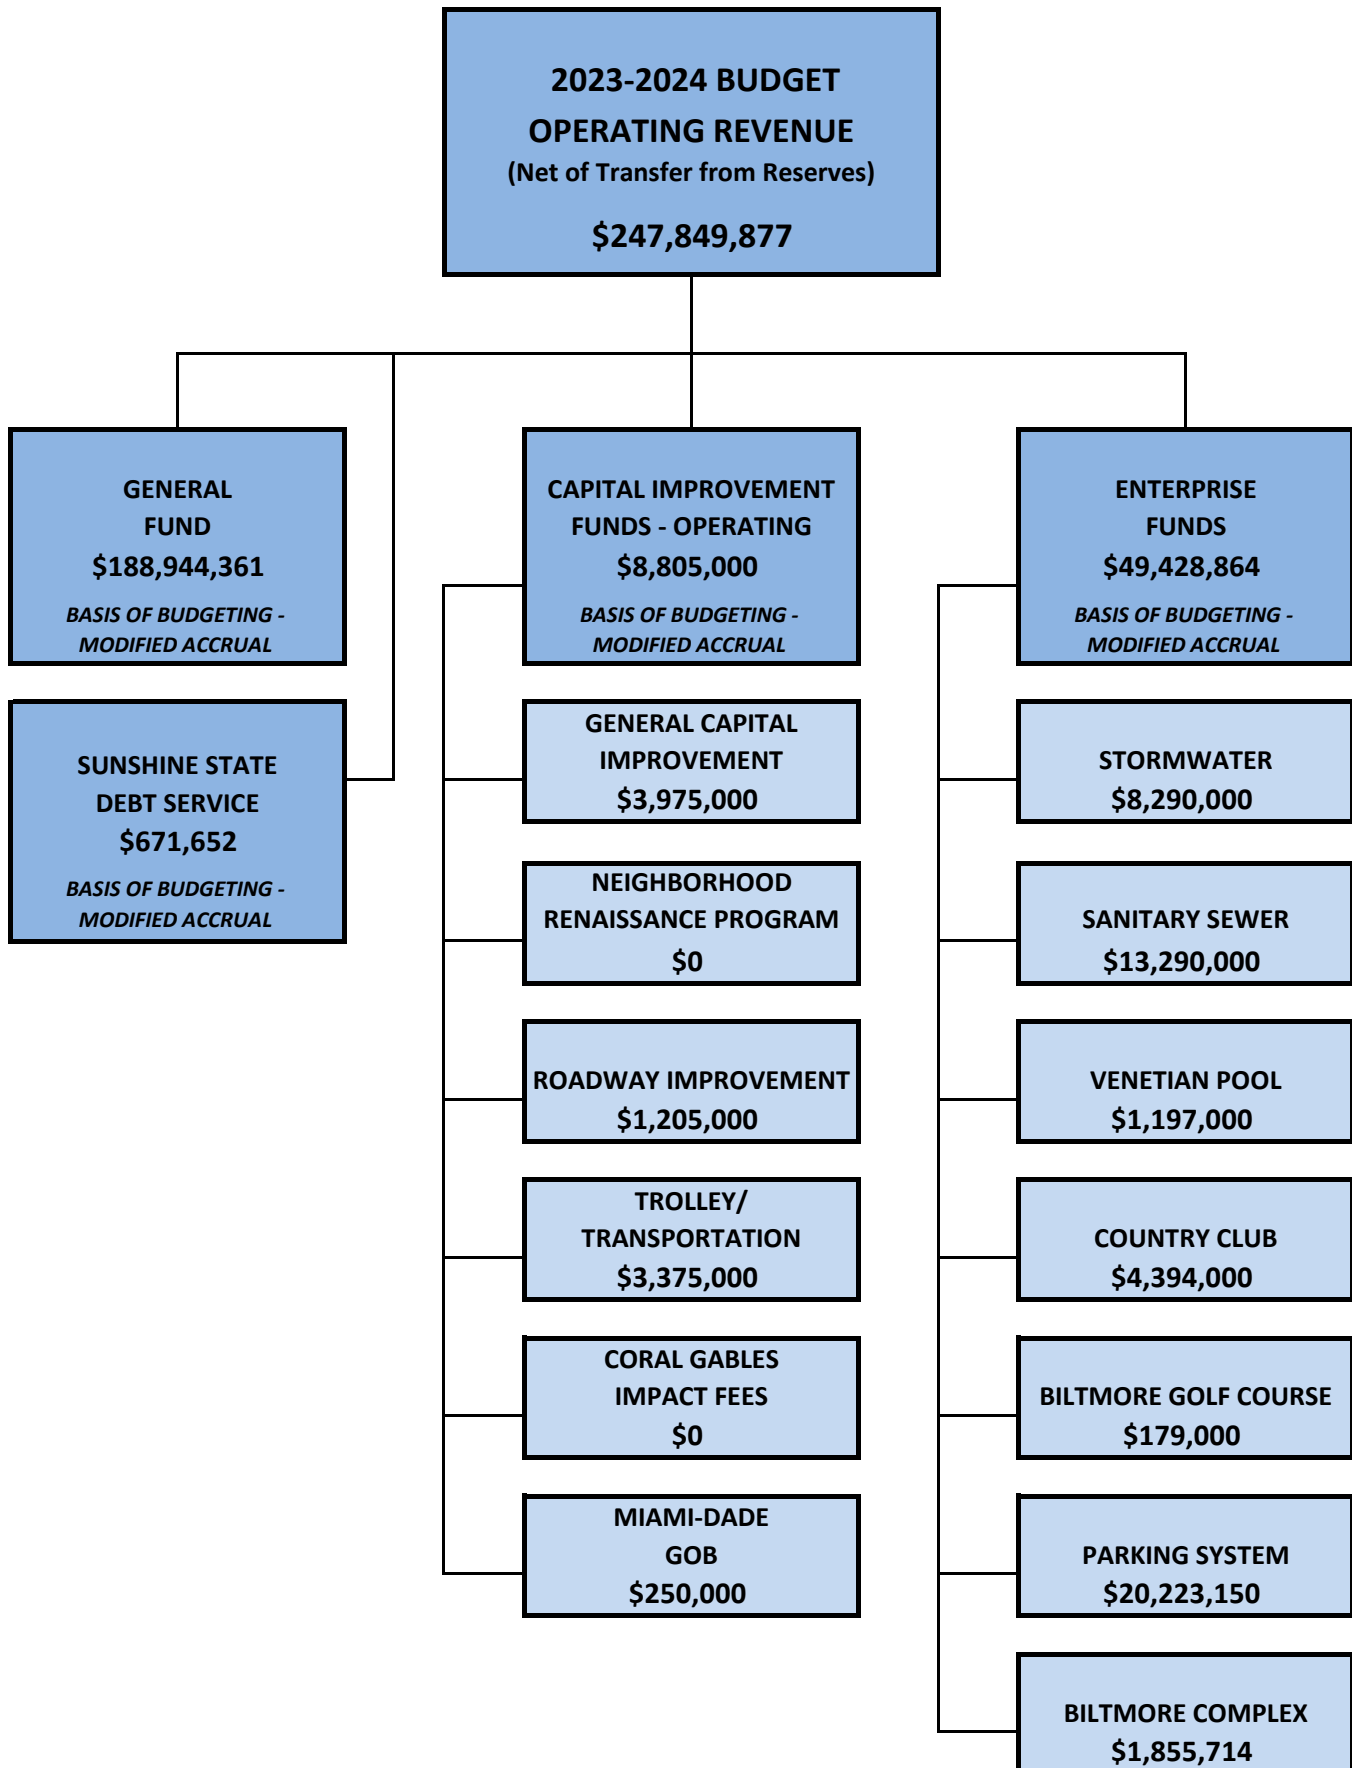 2023-2024 BUDGET
OPERATING REVENUE
(Net of Transfer from Reserves)
$247,849,877
GENERAL
FUND
$188,944,361
BASIS OF BUDGETING -
MODIFIED ACCRUAL
SUNSHINE STATE
DEBT SERVICE
$671,652
BASIS OF BUDGETING -
MODIFIED ACCRUAL
CAPITAL IMPROVEMENT
FUNDS - OPERATING
$8,805,000
BASIS OF BUDGETING -
MODIFIED ACCRUAL
GENERAL CAPITAL
IMPROVEMENT
$3,975,000
NEIGHBORHOOD
RENAISSANCE PROGRAM
$0
ROADWAY IMPROVEMENT
$1,205,000
TROLLEY/
TRANSPORTATION
$3,375,000
CORAL GABLES
IMPACT FEES
$0
MIAMI-DADE
GOB
$250,000
ENTERPRISE
FUNDS
$49,428,864
BASIS OF BUDGETING -
MODIFIED ACCRUAL
STORMWATER
$8,290,000
SANITARY SEWER
$13,290,000
VENETIAN POOL
$1,197,000
COUNTRY CLUB
$4,394,000
BILTMORE GOLF COURSE
$179,000
PARKING SYSTEM
$20,223,150
BILTMORE COMPLEX
$1,855,714